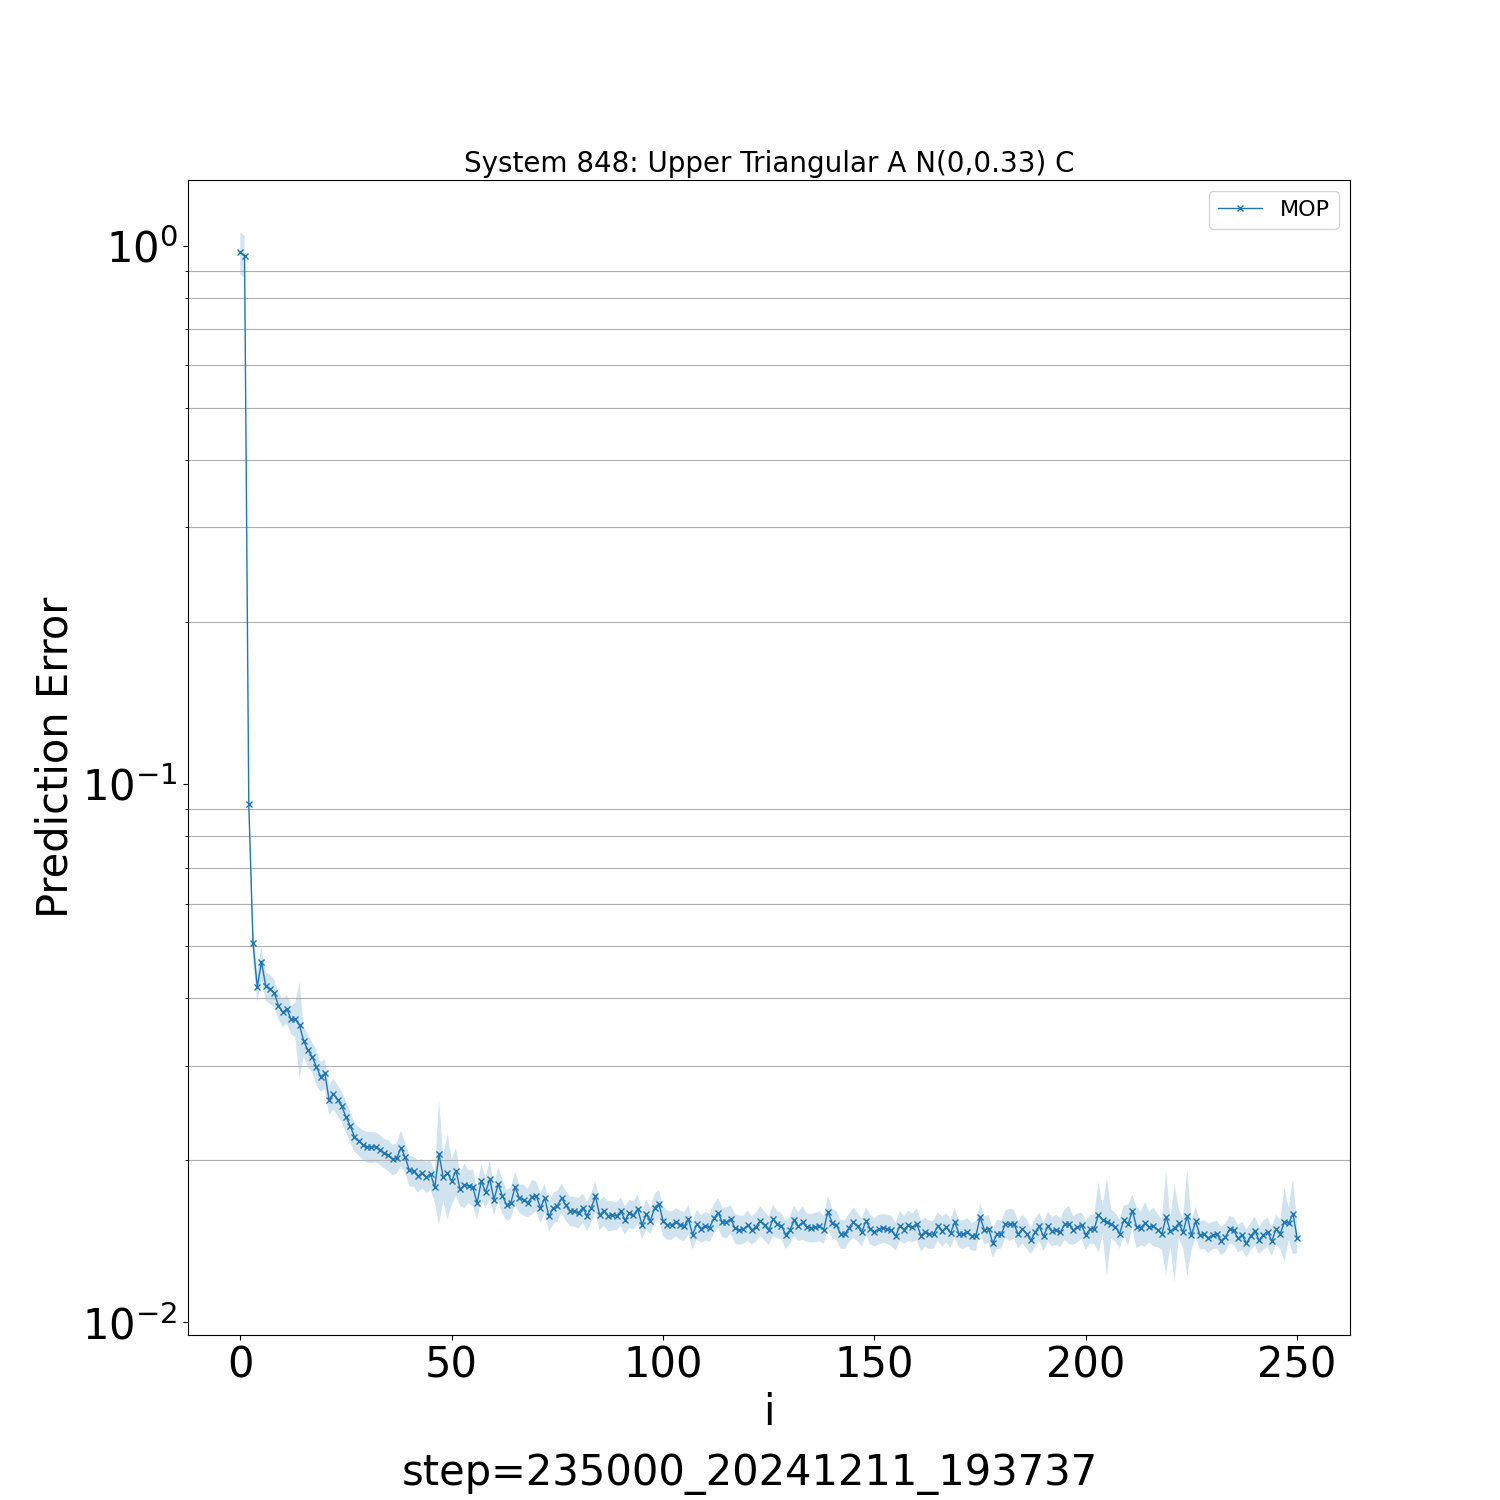 System 848: Upper Triangular A N(0,0.33) C
MOP
10⁰
10⁻¹
10⁻²
Prediction Error
0 50 100 150 200 250
i
step=235000_20241211_193737